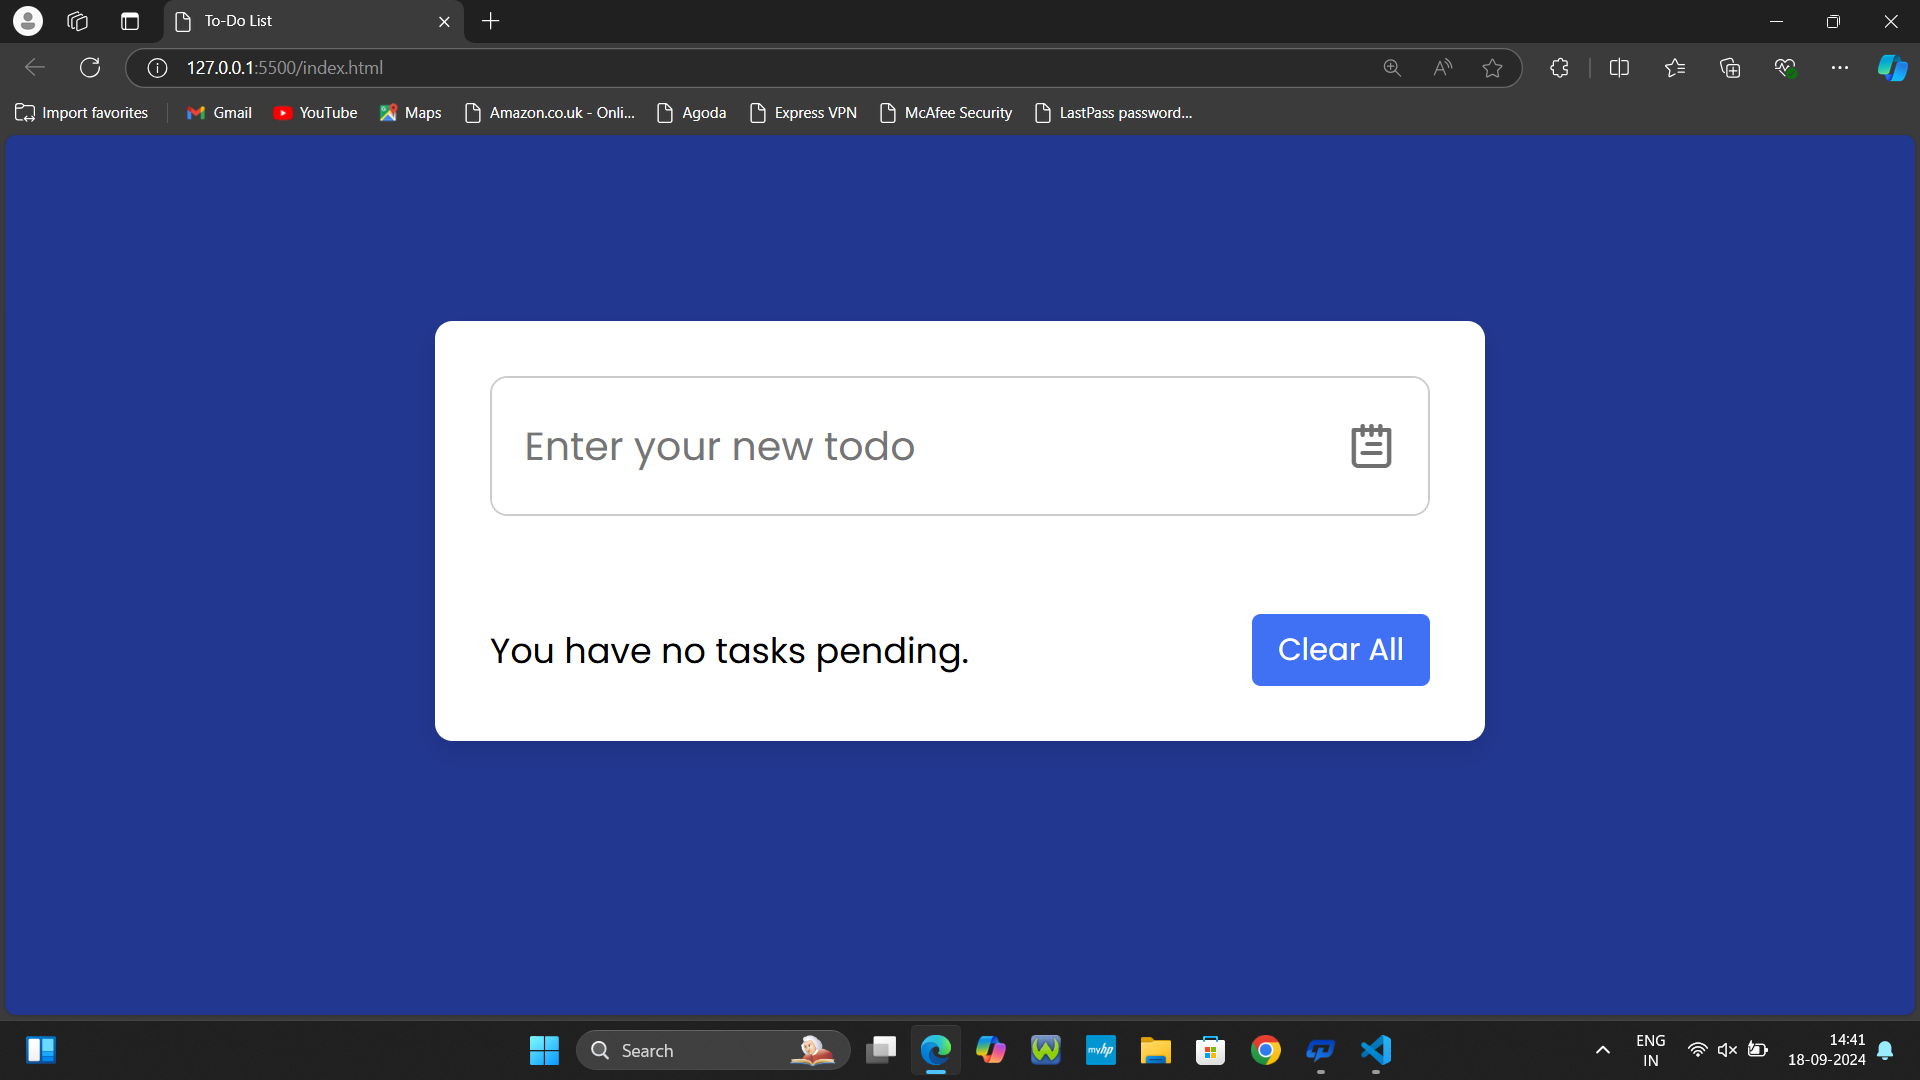 To-Do List
127.0.0.1:5500/index.html
Import favorites
Gmail
YouTube
Maps
Amazon.co.uk - Onli...
Agoda
Express VPN
McAfee Security
LastPass password...
Enter your new todo
You have no tasks pending.
Clear All
Search
myhp
ENG
IN
14:41
18-09-2024